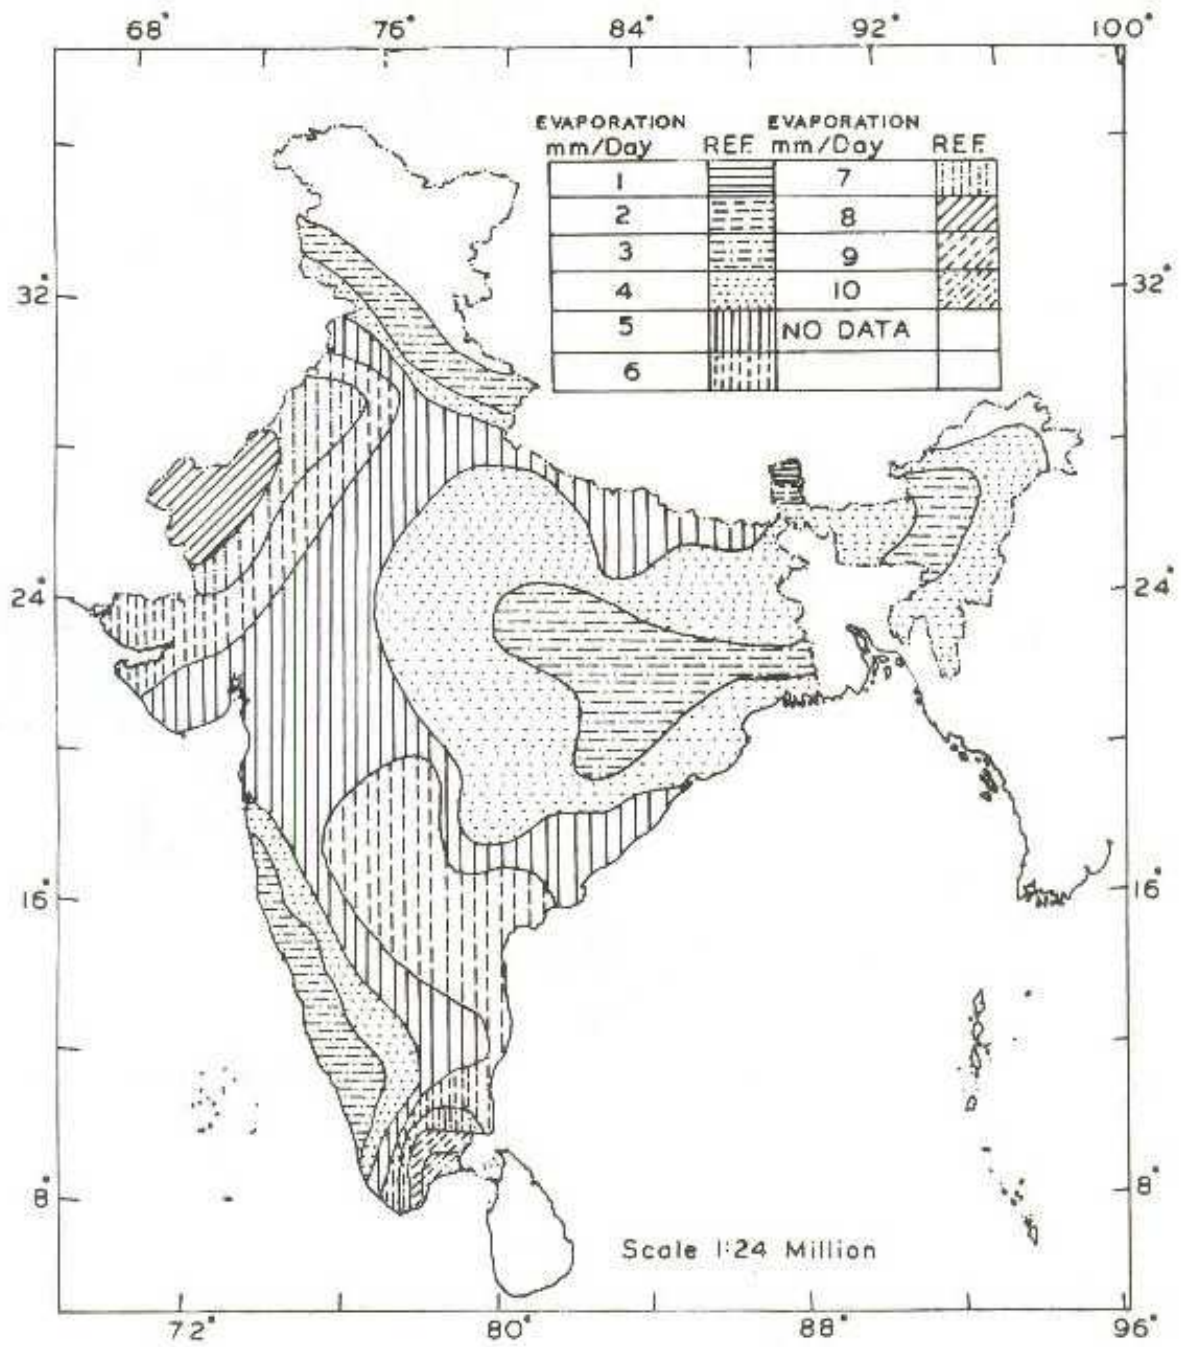 68° 76° 84° 92° 100°
EVAPORATION mm/Day REF. EVAPORATION mm/Day REF.
1 7
2 8
3 9
4 10
5 NO DATA
6
32° 32°
24° 24°
16° 16°
8° 8°
Scale 1:24 Million
72° 80° 88° 96°